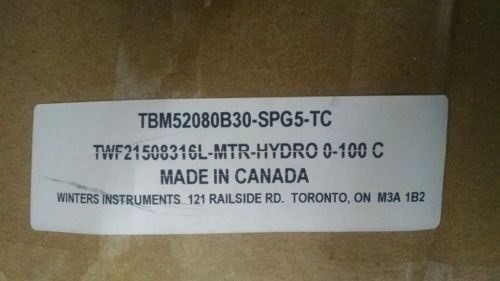 TBM52080B30-SPG5-TC
TWF21508316L-MTR-HYDRO 0-100 C
MADE IN CANADA
WINTERS INSTRUMENTS 121 RAILSIDE RD. TORONTO, ON M3A 1B2